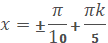 x = ± π/10 + πk/5